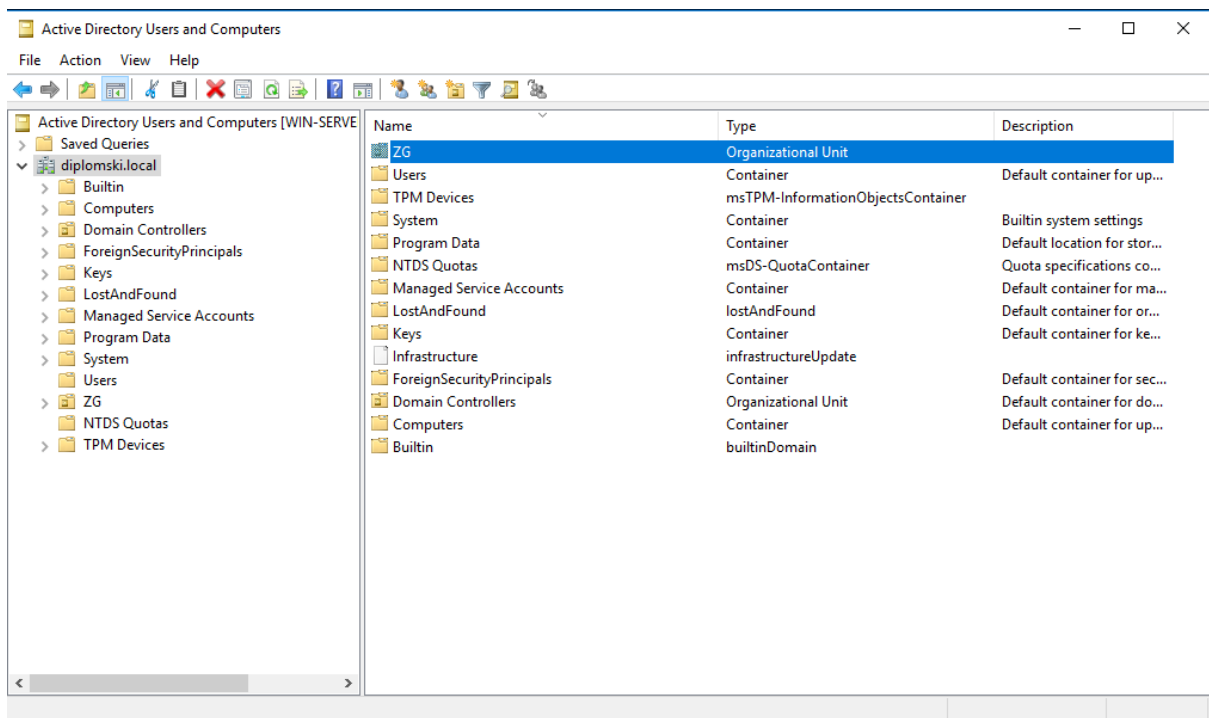 Active Directory Users and Computers
File Action View Help
Active Directory Users and Computers [WIN-SERVE
Saved Queries
diplomski.local
Builtin
Computers
Domain Controllers
ForeignSecurityPrincipals
Keys
LostAndFound
Managed Service Accounts
Program Data
System
Users
ZG
NTDS Quotas
TPM Devices
Name Type Description
ZG Organizational Unit
Users Container Default container for up...
TPM Devices msTPM-InformationObjectsContainer
System Container Builtin system settings
Program Data Container Default location for stor...
NTDS Quotas msDS-QuotaContainer Quota specifications co...
Managed Service Accounts Container Default container for ma...
LostAndFound lostAndFound Default container for or...
Keys Container Default container for ke...
Infrastructure infrastructureUpdate
ForeignSecurityPrincipals Container Default container for sec...
Domain Controllers Organizational Unit Default container for do...
Computers Container Default container for up...
Builtin builtinDomain